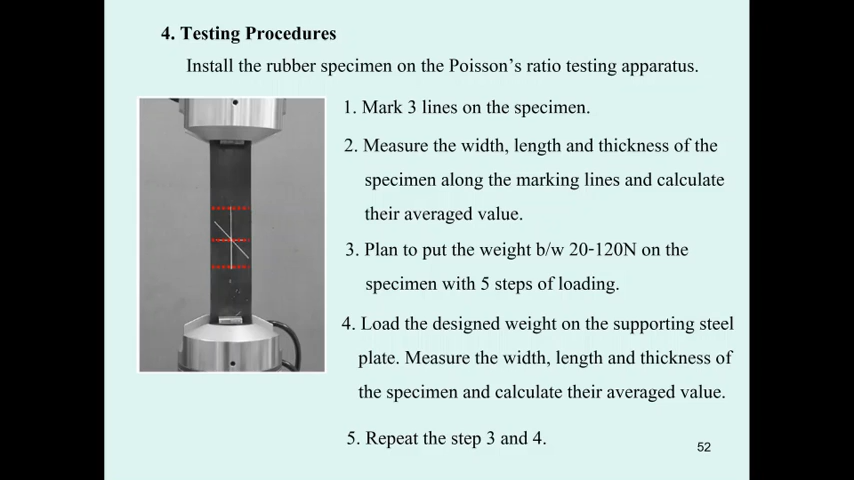 4. Testing Procedures
Install the rubber specimen on the Poisson’s ratio testing apparatus.
1. Mark 3 lines on the specimen.
2. Measure the width, length and thickness of the
specimen along the marking lines and calculate
their averaged value.
3. Plan to put the weight b/w 20-120N on the
specimen with 5 steps of loading.
4. Load the designed weight on the supporting steel
plate. Measure the width, length and thickness of
the specimen and calculate their averaged value.
5. Repeat the step 3 and 4.
52